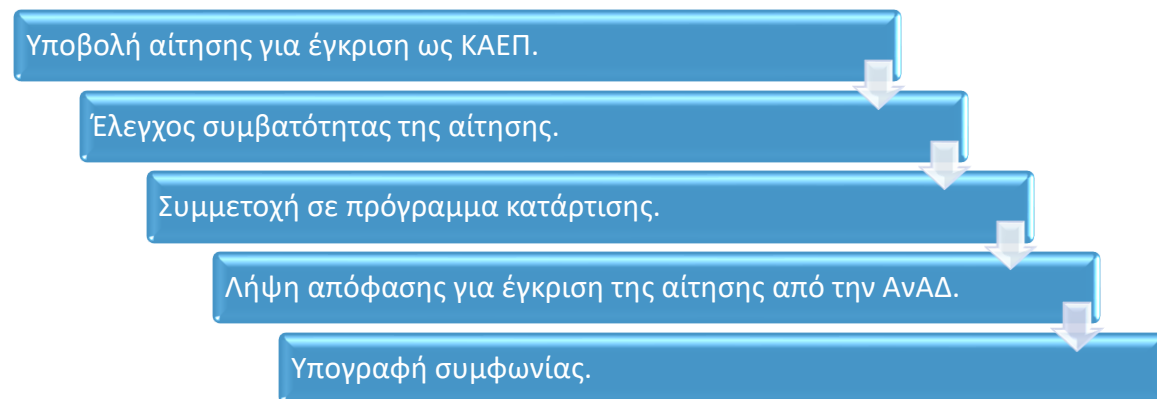 Υποβολή αίτησης για έγκριση ως ΚΑΕΠ.
Έλεγχος συμβατότητας της αίτησης.
Συμμετοχή σε πρόγραμμα κατάρτισης.
Λήψη απόφασης για έγκριση της αίτησης από την ΑνΑΔ.
Υπογραφή συμφωνίας.